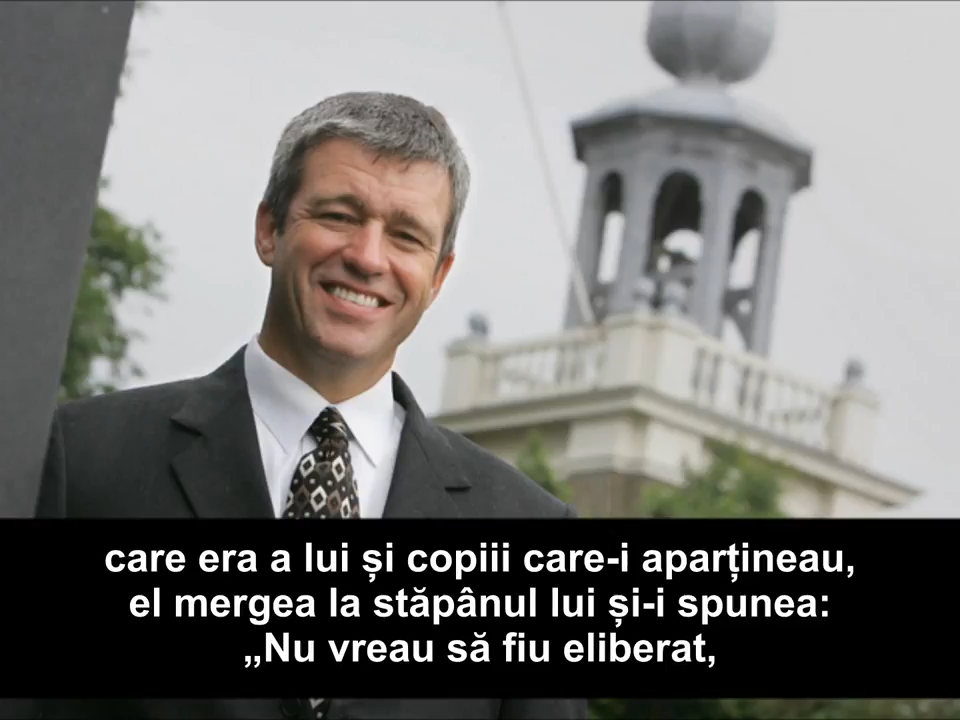 care era a lui și copiii care-i aparțineau,
el mergea la stăpânul lui și-i spunea:
„Nu vreau să fiu eliberat,